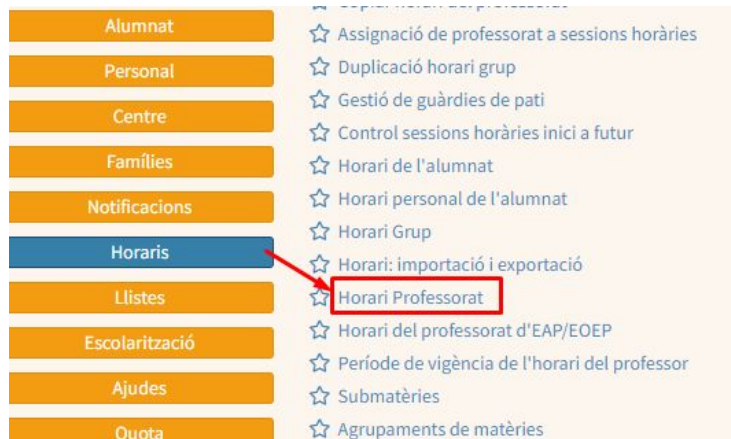 Alumnat
Personal
Centre
Famílies
Notificacions
Horaris
Llistes
Escolarització
Ajudes
Quota
Assignació de professorat a sessions horàries
Duplicació horari grup
Gestió de guàrdies de pati
Control sessions horàries inici a futur
Horari de l'alumnat
Horari personal de l'alumnat
Horari Grup
Horari: importació i exportació
Horari Professorat
Horari del professorat d'EAP/EOEP
Període de vigència de l'horari del professor
Submatèries
Agrupaments de matèries